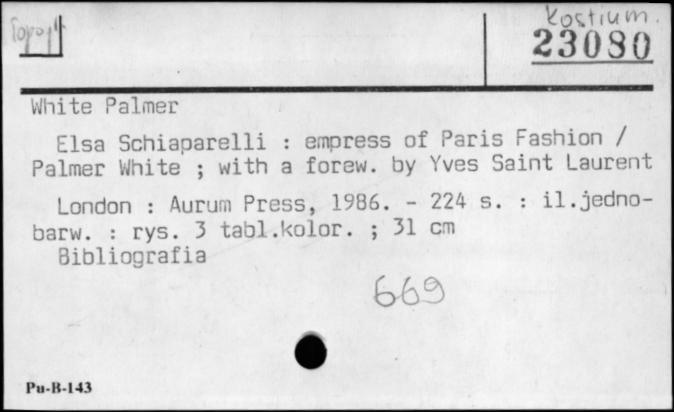 Kostium.
23080
White Palmer
Elsa Schiaparelli : empress of Paris Fashion /
Palmer White ; with a forew. by Yves Saint Laurent
London : Aurum Press, 1986. - 224 s. : il.jedno-
barw. : rys. 3 tabl.kolor. ; 31 cm
Bibliografia
669
Pu-B-143